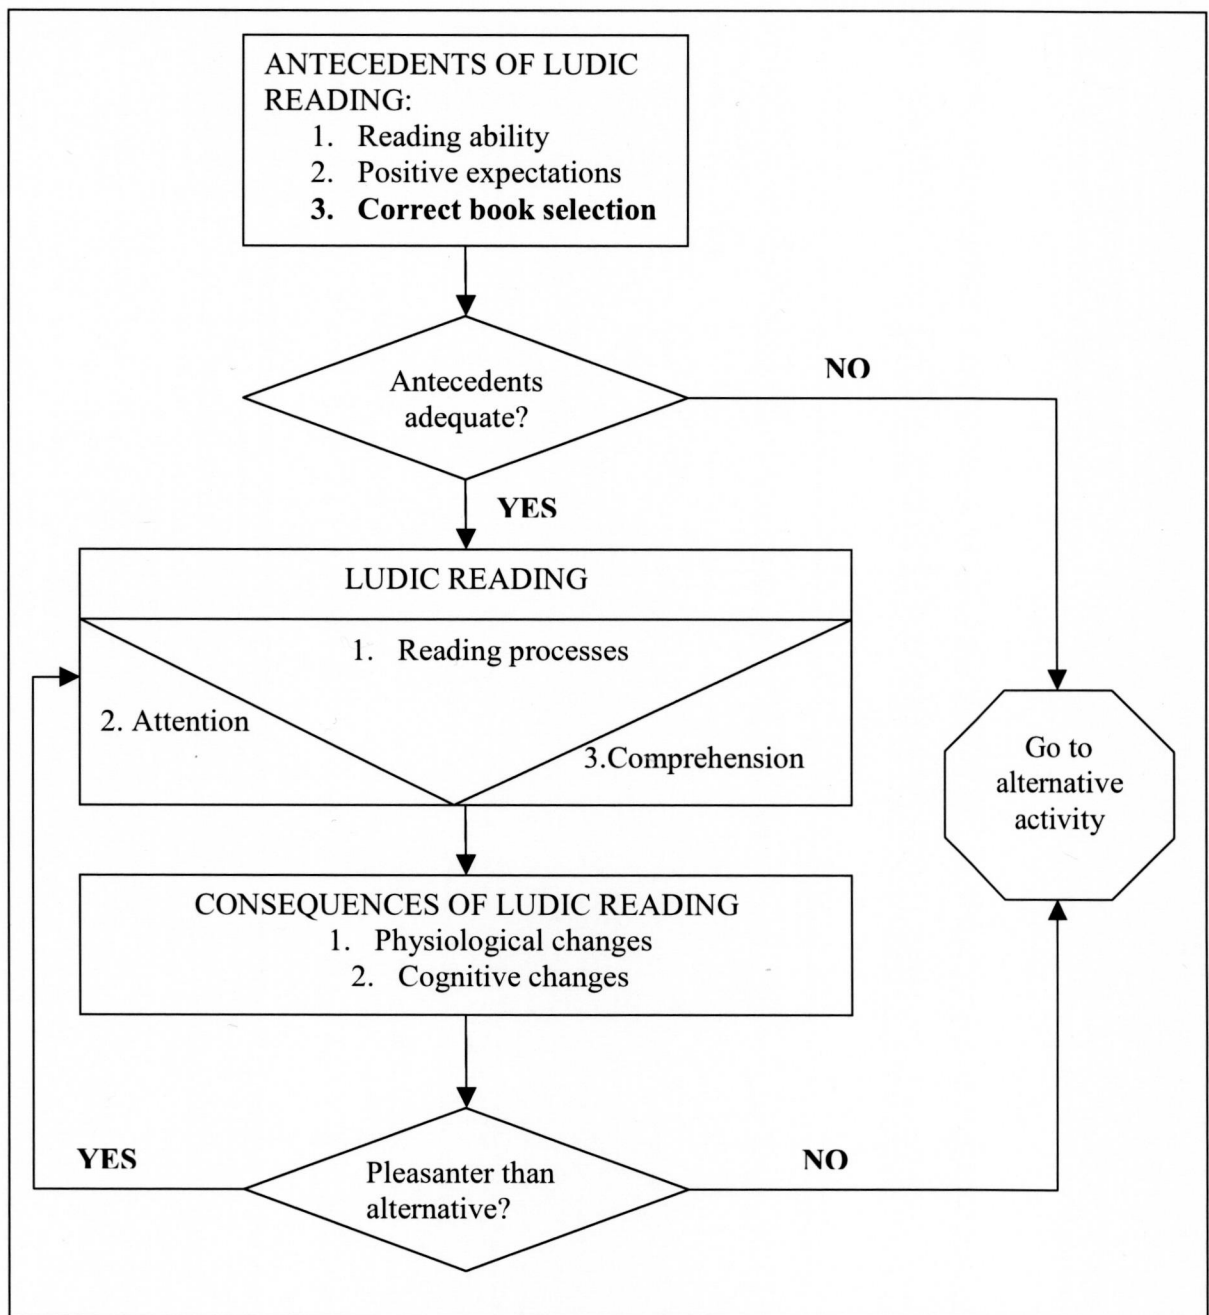 ANTECEDENTS OF LUDIC
READING:
1. Reading ability
2. Positive expectations
3. Correct book selection
Antecedents
adequate?
NO
YES
LUDIC READING
1. Reading processes
2. Attention
3.Comprehension
Go to
alternative
activity
CONSEQUENCES OF LUDIC READING
1. Physiological changes
2. Cognitive changes
YES
Pleasanter than
alternative?
NO